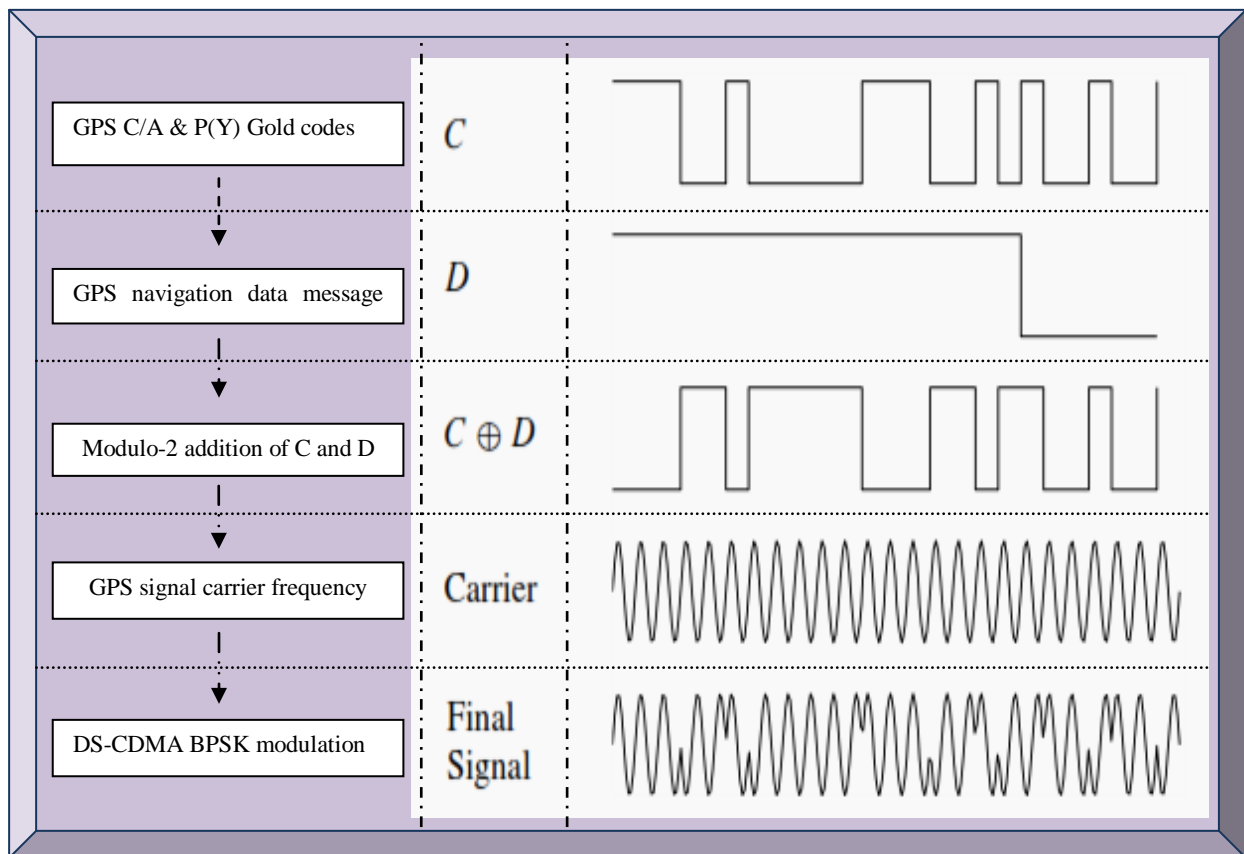 GPS C/A & P(Y) Gold codes
C
GPS navigation data message
D
Modulo-2 addition of C and D
C ⊕ D
GPS signal carrier frequency
Carrier
DS-CDMA BPSK modulation
Final
Signal